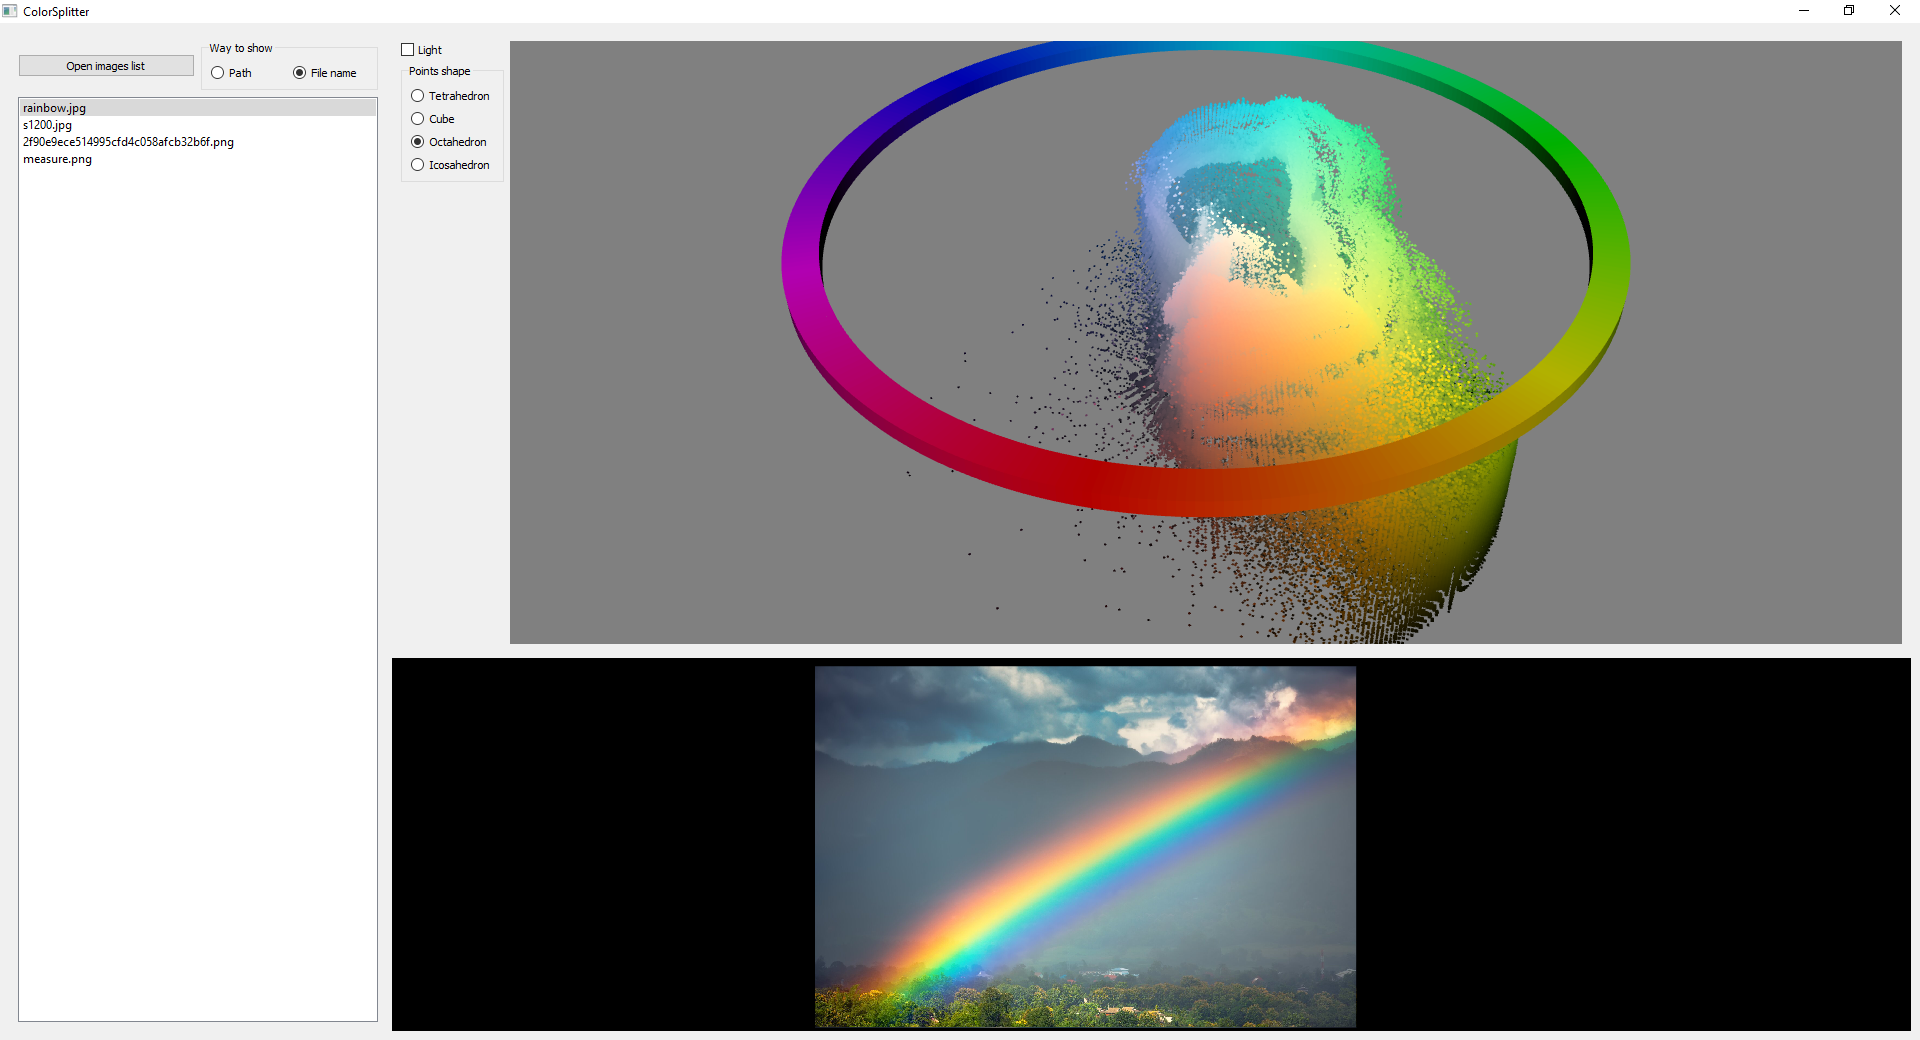 ColorSplitter
Open images list
Way to show
Path
File name
rainbow.jpg
s1200.jpg
2f90e9ece514995cfd4c058afcb32b6f.png
measure.png
Light
Points shape
Tetrahedron
Cube
Octahedron
Icosahedron